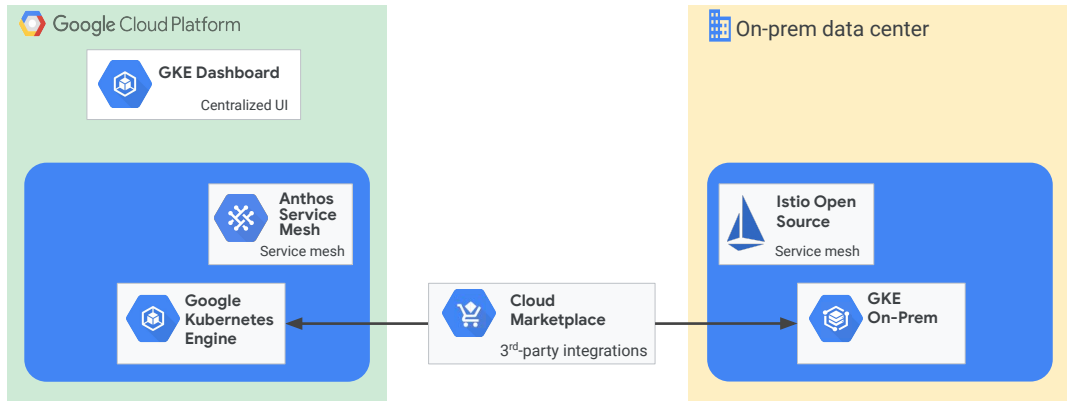 Google Cloud Platform
GKE Dashboard
Centralized UI
Anthos
Service
Mesh
Service mesh
Google
Kubernetes
Engine
Cloud
Marketplace
3rd-party integrations
On-prem data center
Istio Open
Source
Service mesh
GKE
On-Prem